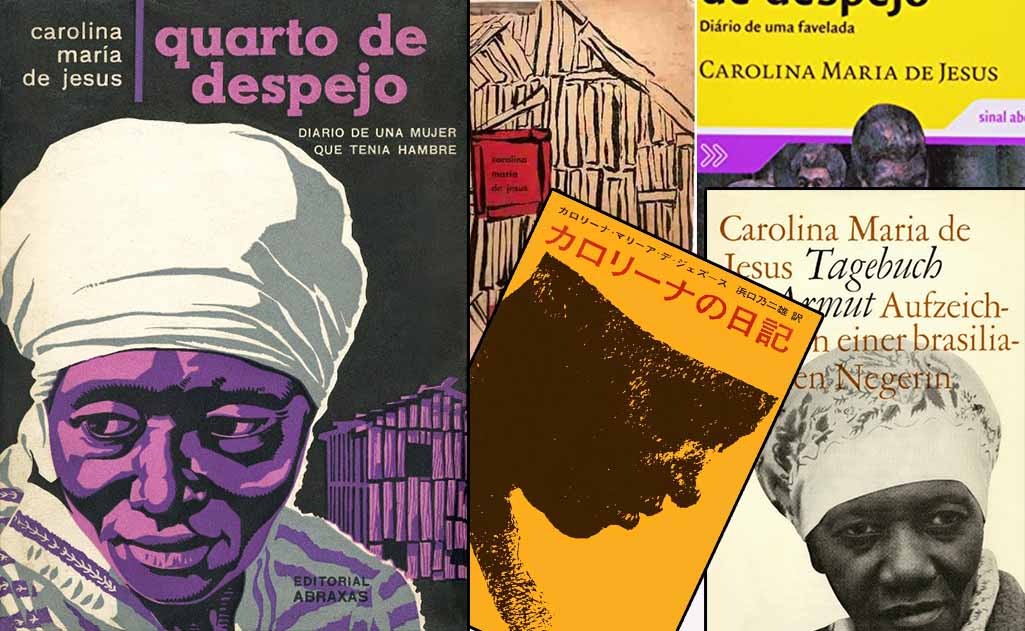 carolina
maría
de jesus
quarto de
despejo
DIARIO DE UNA MUJER
QUE TENIA HAMBRE
EDITORIAL
ABRAXAS
carolina
maria
de jesus
de despejo
Diário de uma favelada
CAROLINA MARIA DE JESUS
sinal abe
カロリーナ・マリーア・デ・ジェズース 浜口乃二雄 訳
カロリーナの日記
Carolina Maria de
Jesus Tagebuch
Armut Aufzeich-
n einer brasilia-
en Negerin